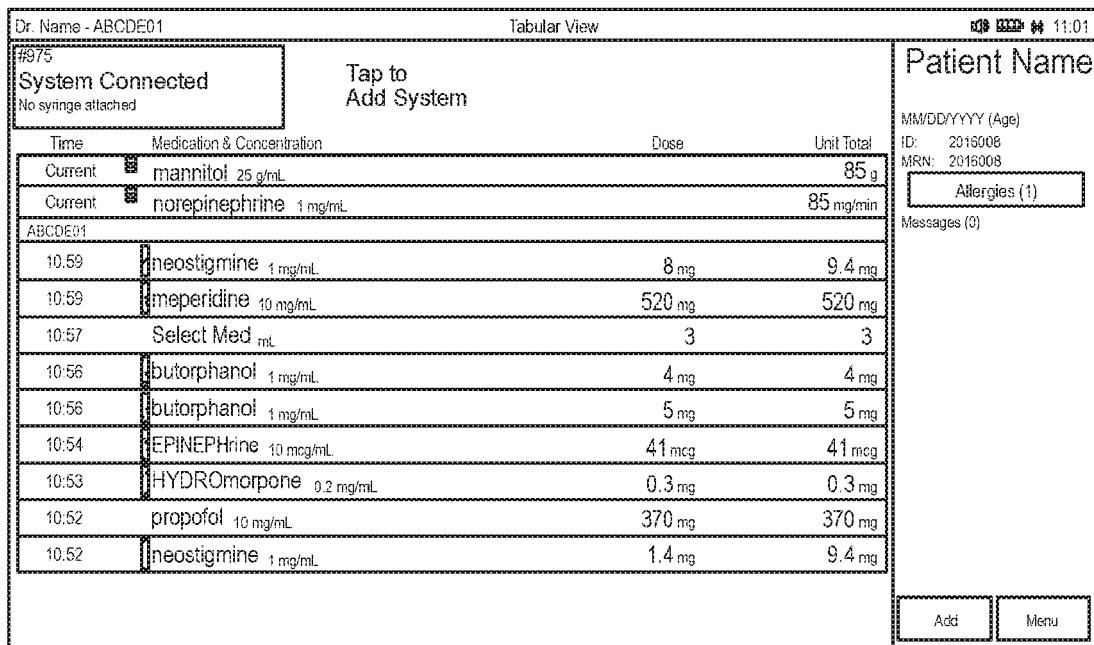 Dr. Name - ABCDE01 Tabular View 11:01
#975
System Connected
No syringe attached
Tap to
Add System
Patient Name
MM/DD/YYYY (Age)
ID: 2016008
MRN: 2016008
Allergies (1)
Messages (0)
Time Medication & Concentration Dose Unit Total
Current mannitol 25 g/mL 85 g
Current norepinephrine 1 mg/mL 85 mg/min
ABCDE01
10:59 neostigmine 1 mg/mL 8 mg 9.4 mg
10:59 meperidine 10 mg/mL 520 mg 520 mg
10:57 Select Med mL 3 3
10:56 butorphanol 1 mg/mL 4 mg 4 mg
10:56 butorphanol 1 mg/mL 5 mg 5 mg
10:54 EPINEPHrine 10 mcg/mL 41 mcg 41 mcg
10:53 HYDROmorpone 0.2 mg/mL 0.3 mg 0.3 mg
10:52 propofol 10 mg/mL 370 mg 370 mg
10:52 neostigmine 1 mg/mL 1.4 mg 9.4 mg
Add Menu